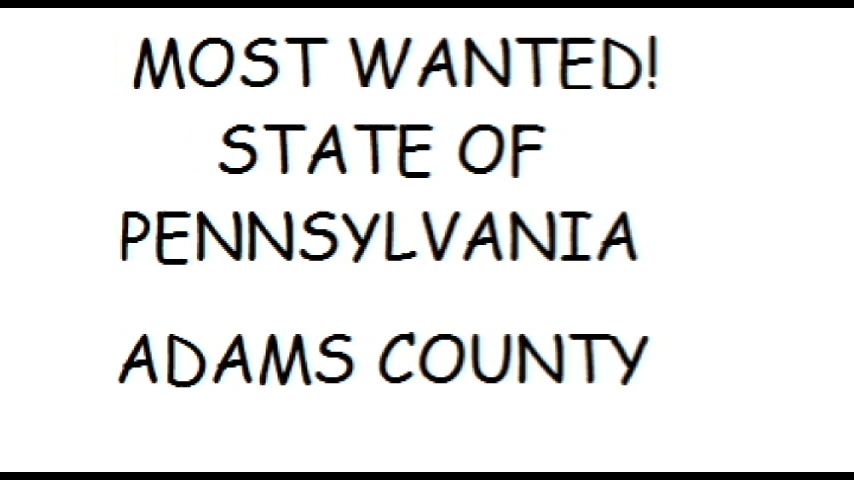 MOST WANTED!
STATE OF
PENNSYLVANIA
ADAMS COUNTY